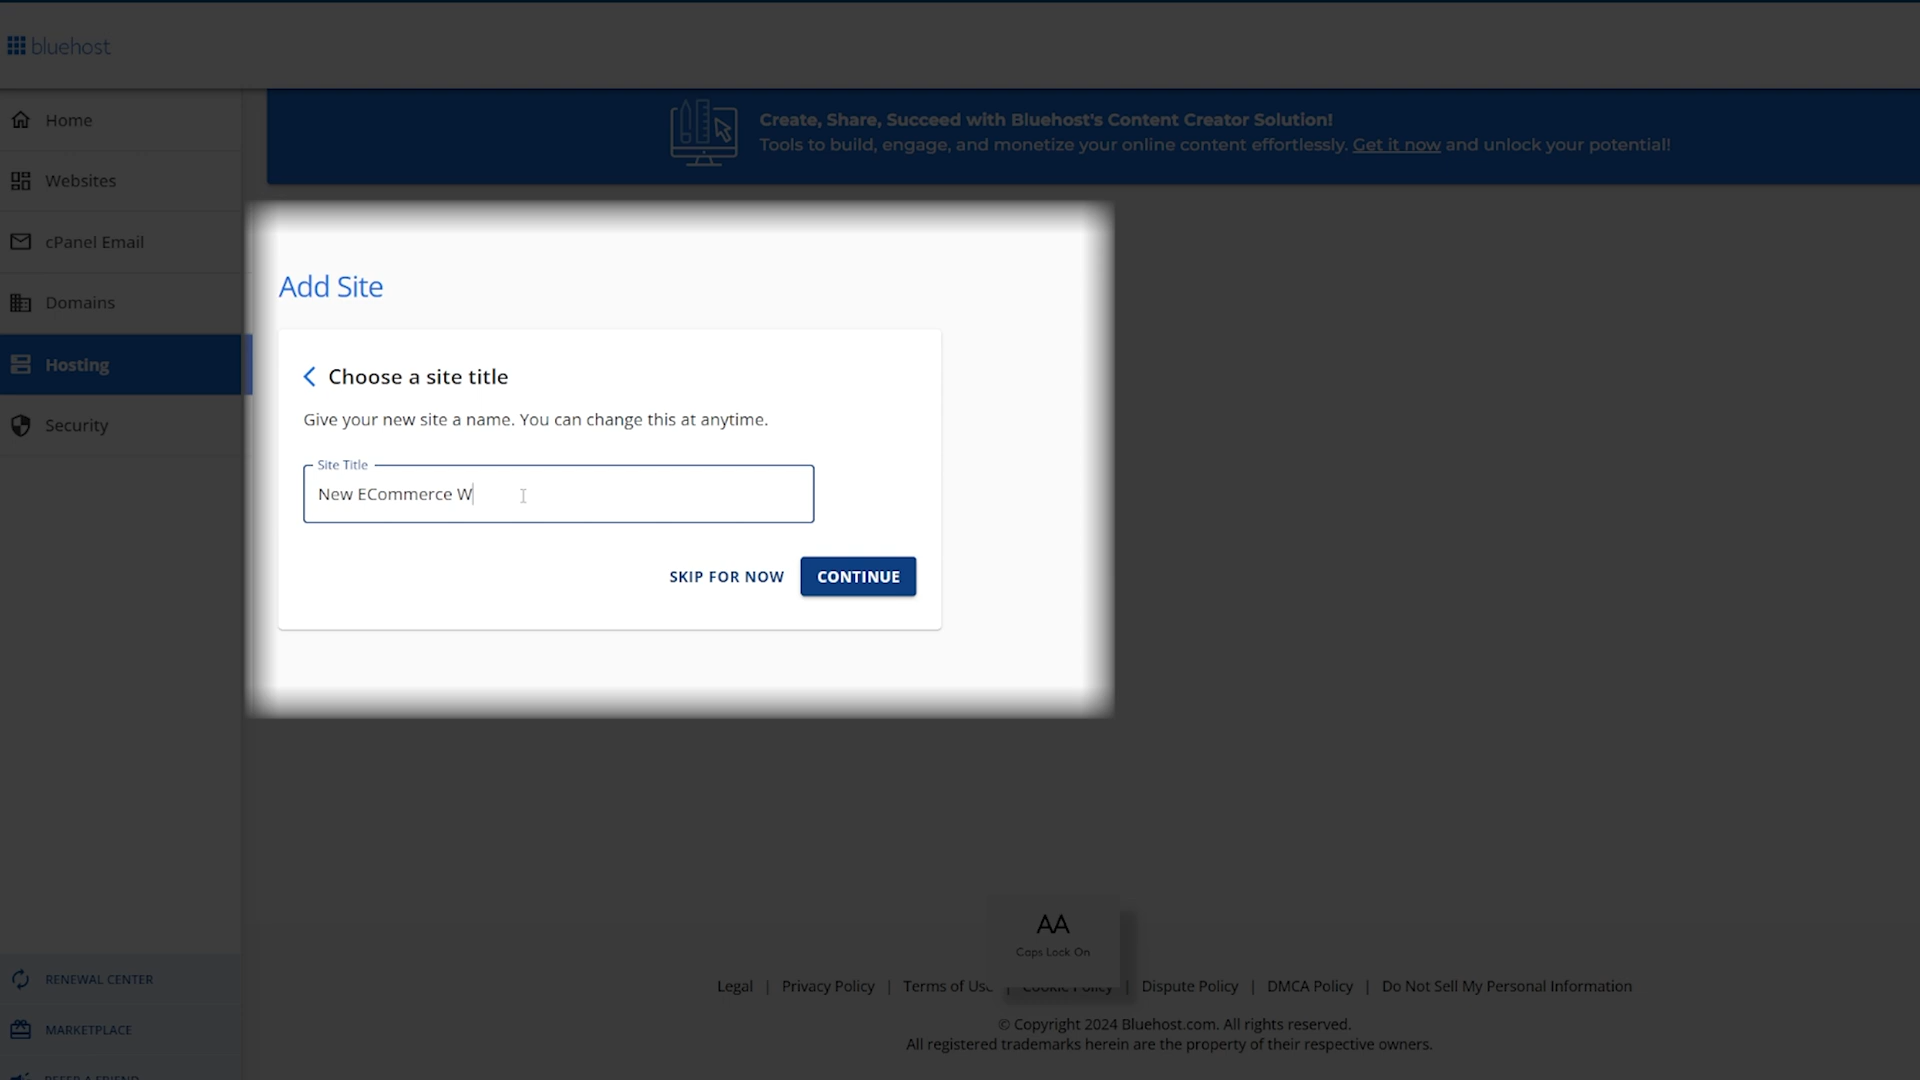 bluehost
Home
Websites
cPanel Email
Domains
Hosting
Security
RENEWAL CENTER
MARKETPLACE
REFER A FRIEND
Create, Share, Succeed with Bluehost's Content Creator Solution!
Tools to build, engage, and monetize your online content effortlessly. Get it now and unlock your potential!
Add Site
Choose a site title
Give your new site a name. You can change this at anytime.
Site Title
New ECommerce W
SKIP FOR NOW CONTINUE
AA
Caps Lock On
Legal | Privacy Policy | Terms of Use | Cookie Policy | Dispute Policy | DMCA Policy | Do Not Sell My Personal Information
© Copyright 2024 Bluehost.com. All rights reserved.
All registered trademarks herein are the property of their respective owners.